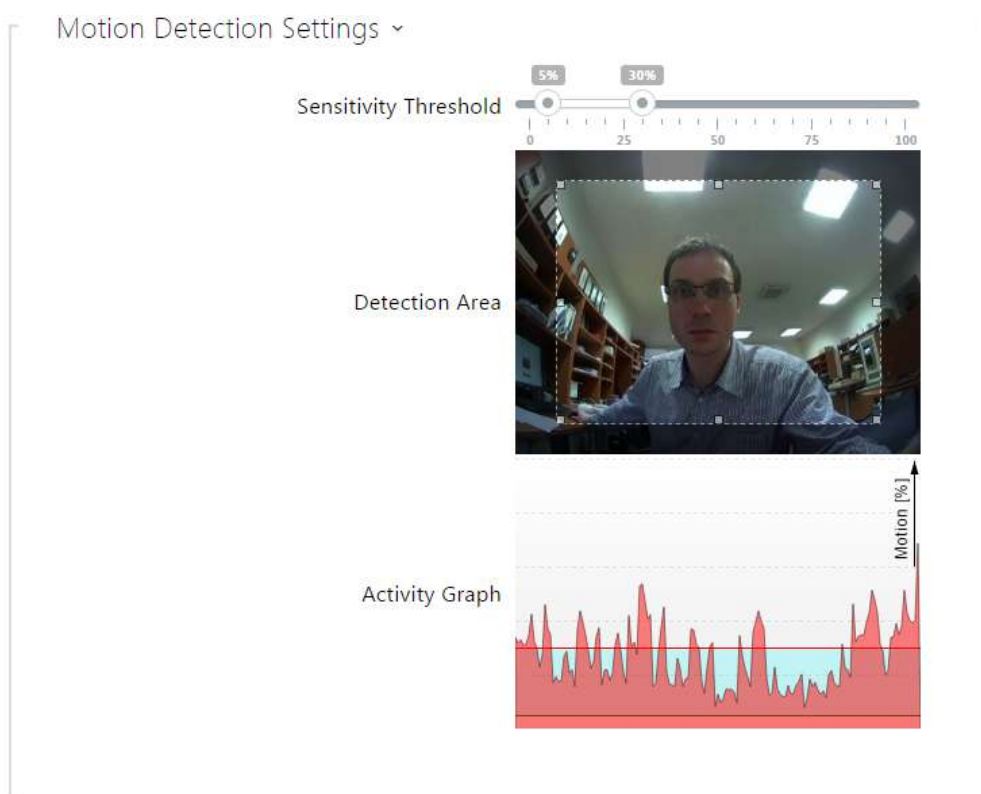 Motion Detection Settings
5% 30%
Sensitivity Threshold
0 25 50 75 100
Detection Area
Motion [%]
Activity Graph